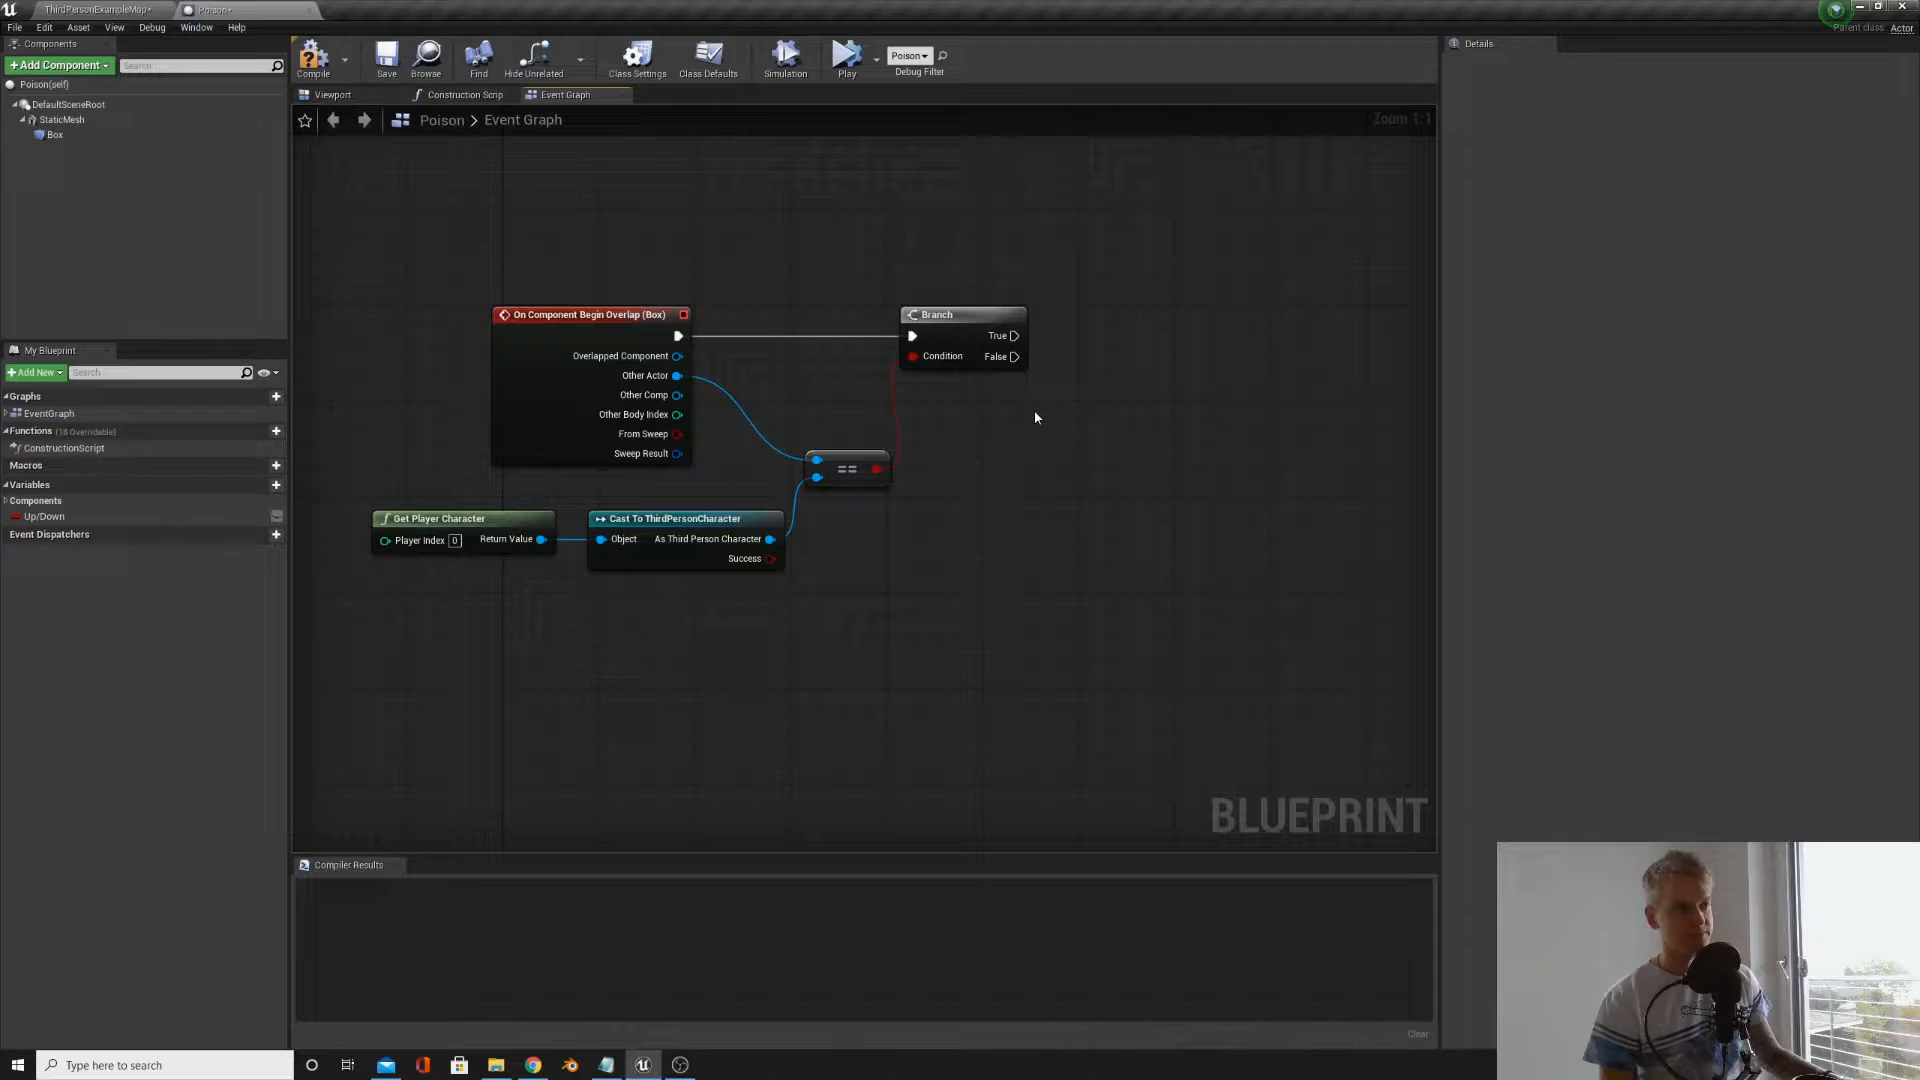 ThirdPersonExampleMap*
Poison*
File Edit Asset View Debug Window Help
Parent class: Actor
Components
+Add Component
Search
Poison(self)
DefaultSceneRoot
StaticMesh
Box
Compile
Save
Browse
Find
Hide Unrelated
Class Settings
Class Defaults
Simulation
Play
Poison
Debug Filter
Details
Viewport
Construction Scrip
Event Graph
Poison > Event Graph
Zoom 1:1
On Component Begin Overlap (Box)
Overlapped Component
Other Actor
Other Comp
Other Body Index
From Sweep
Sweep Result
Branch
True
Condition
False
==
Get Player Character
Player Index 0
Return Value
Cast To ThirdPersonCharacter
Object
As Third Person Character
Success
BLUEPRINT
My Blueprint
+Add New
Search
Graphs
EventGraph
Functions (18 Overridable)
ConstructionScript
Macros
Variables
Components
Up/Down
Event Dispatchers
Compiler Results
Clear
Type here to search